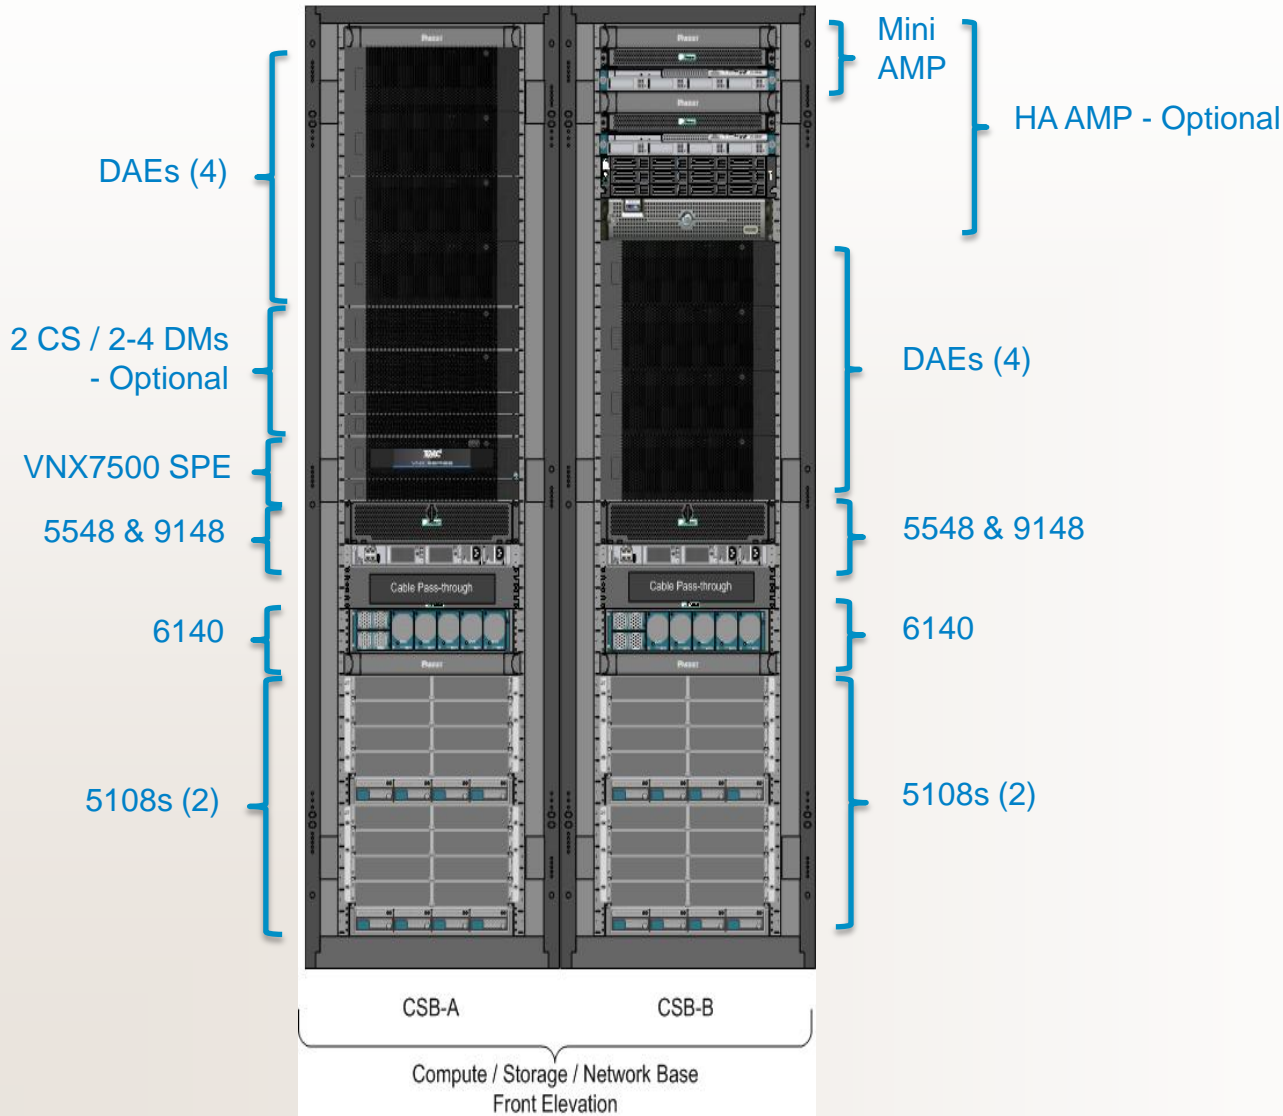 Mini
AMP
HA AMP - Optional
DAEs (4)
2 CS / 2-4 DMs
- Optional
DAEs (4)
VNX7500 SPE
5548 & 9148
5548 & 9148
Cable Pass-through
Cable Pass-through
6140
6140
5108s (2)
5108s (2)
CSB-A
CSB-B
Compute / Storage / Network Base
Front Elevation